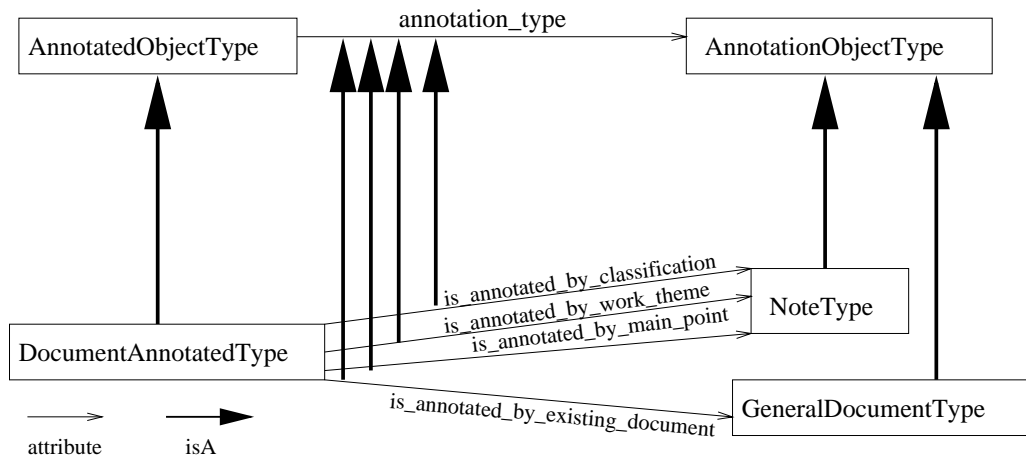 annotation_type
AnnotatedObjectType
AnnotationObjectType
is_annotated_by_classification
is_annotated_by_work_theme
NoteType
is_annotated_by_main_point
DocumentAnnotatedType
is_annotated_by_existing_document
GeneralDocumentType
attribute
isA